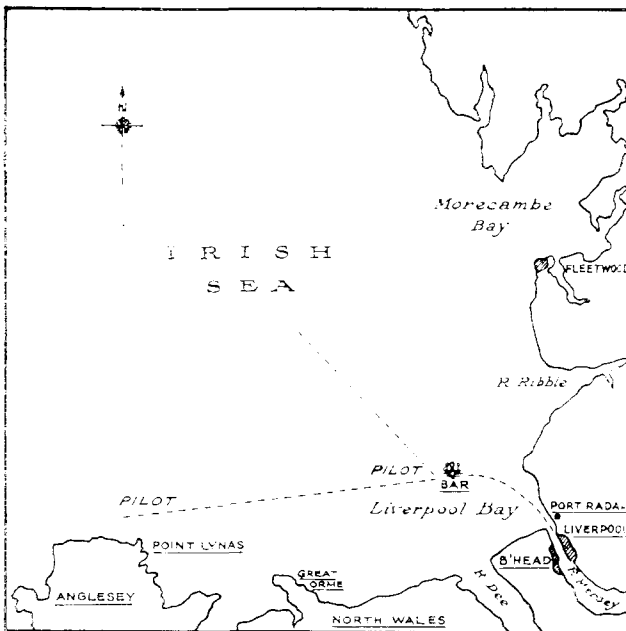 N
Morecambe
Bay
IRISH
SEA
FLEETWOOD
R. Ribble
PILOT
BAR
PILOT
Liverpool Bay
PORT RADA
LIVERPOOL
POINT LYNAS
B'HEAD
GREAT
ORME
R. Dee
R. Mersey
ANGLESEY
NORTH WALES